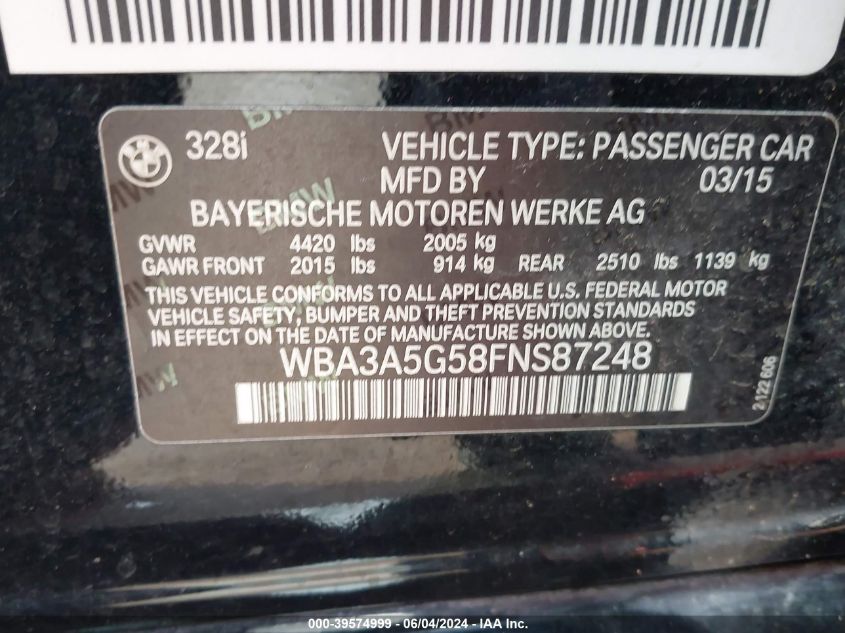 328i VEHICLE TYPE: PASSENGER CAR
MFD BY 03/15
BAYERISCHE MOTOREN WERKE AG
GVWR 4420 lbs 2005 kg
GAWR FRONT 2015 lbs 914 kg REAR 2510 lbs 1139 kg
THIS VEHICLE CONFORMS TO ALL APPLICABLE U.S. FEDERAL MOTOR
VEHICLE SAFETY, BUMPER AND THEFT PREVENTION STANDARDS
IN EFFECT ON THE DATE OF MANUFACTURE.
WBA3A5G58FNS87248
2 122 606
000-39574999 - 06/04/2024 - IAA Inc.